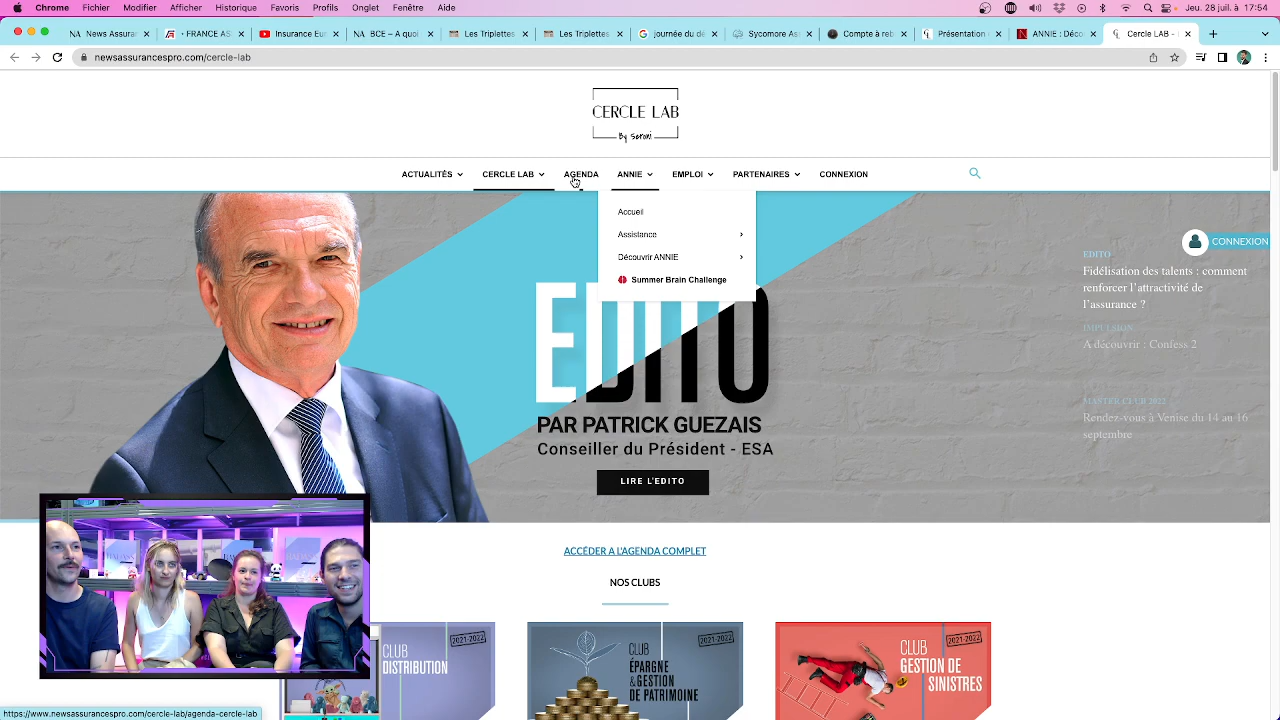 Chrome Fichier Modifier Afficher Historique Favoris Profils Onglet Fenêtre Aide
Jeu. 28 juil. à 17:54
News Assuran
FRANCE AS
Insurance Eur
BCE – A quoi
Les Triplettes
Les Triplettes
journée du dé
Sycomore As
Compte à reb
Présentation
ANNIE : Déco
Cercle LAB –
newsassurancespro.com/cercle-lab
CERCLE LAB
By Seroni
ACTUALITÉS
CERCLE LAB
AGENDA
ANNIE
EMPLOI
PARTENAIRES
CONNEXION
Accueil
Assistance
Découvrir ANNIE
Summer Brain Challenge
CONNEXION
EDITO
Fidélisation des talents : comment
renforcer l’attractivité de
l’assurance ?
IMPULSION
A découvrir : Confess 2
MASTER CLUB 2022
Rendez-vous à Venise du 14 au 16
septembre
EDITO
PAR PATRICK GUEZAIS
Conseiller du Président - ESA
LIRE L'EDITO
ACCÉDER A L'AGENDA COMPLET
NOS CLUBS
2021-2022
CLUB
DISTRIBUTION
2021-2022
CLUB
ÉPARGNE
& GESTION
DE PATRIMOINE
2021-2022
CLUB
GESTION DE
SINISTRES
https://www.newsassurancespro.com/cercle-lab/agenda-cercle-lab